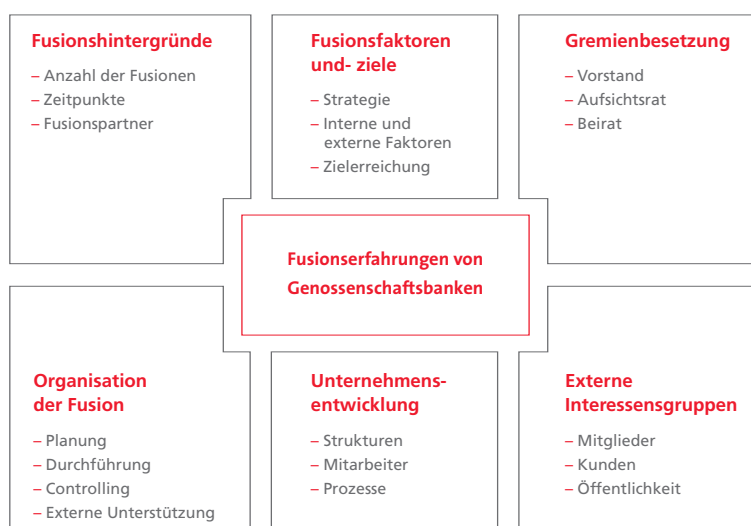 Fusionshintergründe
– Anzahl der Fusionen
– Zeitpunkte
– Fusionspartner
Fusionsfaktoren
und- ziele
– Strategie
– Interne und
externe Faktoren
– Zielerreichung
Gremienbesetzung
– Vorstand
– Aufsichtsrat
– Beirat
Fusionserfahrungen von
Genossenschaftsbanken
Organisation
der Fusion
– Planung
– Durchführung
– Controlling
– Externe Unterstützung
Unternehmens-
entwicklung
– Strukturen
– Mitarbeiter
– Prozesse
Externe
Interessensgruppen
– Mitglieder
– Kunden
– Öffentlichkeit